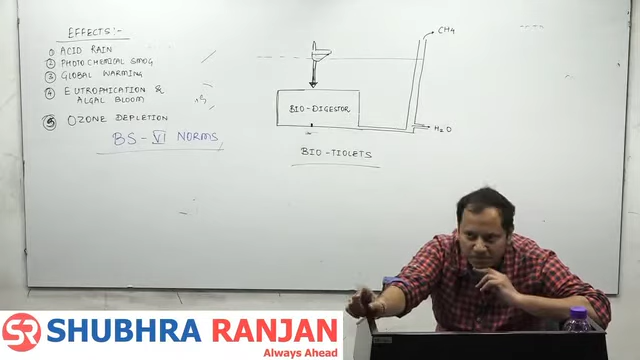 EFFECTS:-
① ACID RAIN
② PHOTOCHEMICAL SMOG
③ GLOBAL WARMING
④ EUTROPHICATION &
ALGAL BLOOM
⑤ OZONE DEPLETION
BS-VI NORMS
CH4
BIO-DIGESTOR
H2O
BIO-TIOLETS
SR SHUBHRA RANJAN
Always Ahead